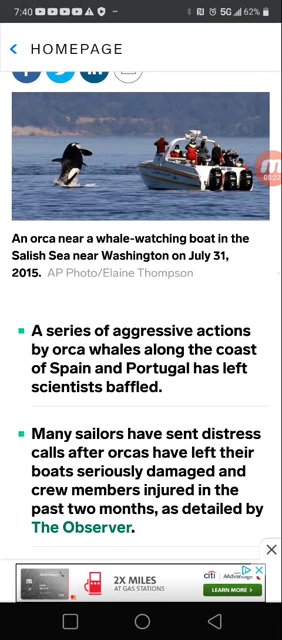 7:40
5G 62%
HOMEPAGE
05:22
An orca near a whale-watching boat in the
Salish Sea near Washington on July 31,
2015. AP Photo/Elaine Thompson
A series of aggressive actions
by orca whales along the coast
of Spain and Portugal has left
scientists baffled.
Many sailors have sent distress
calls after orcas have left their
boats seriously damaged and
crew members injured in the
past two months, as detailed by
The Observer.
2X MILES
AT GAS STATIONS
citi AAdvantage
LEARN MORE >